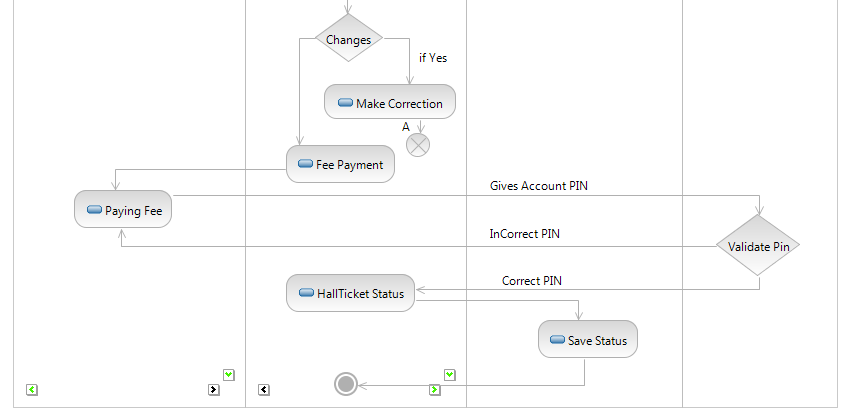 Changes
if Yes
Make Correction
A
Fee Payment
Gives Account PIN
Paying Fee
InCorrect PIN
Validate Pin
Correct PIN
HallTicket Status
Save Status